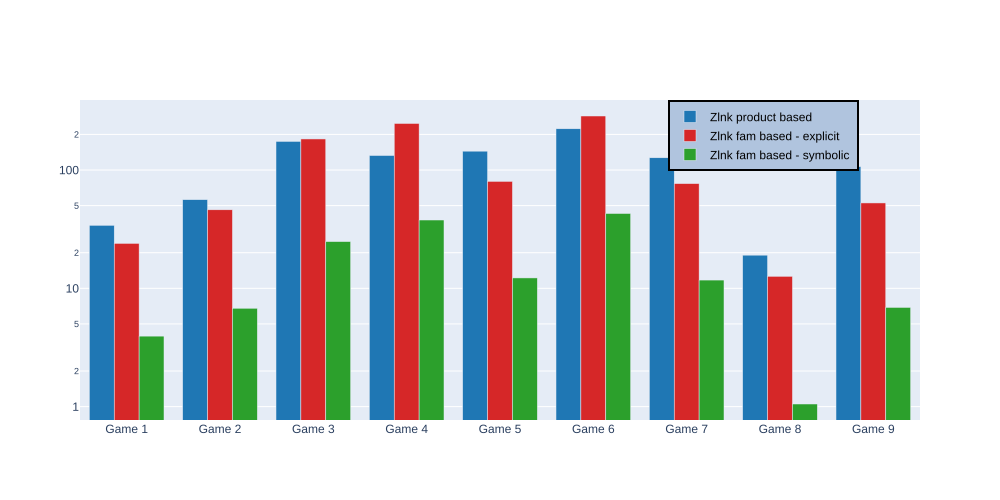 Zlnk product based
Zlnk fam based - explicit
Zlnk fam based - symbolic
2
100
5
2
10
5
2
1
Game 1 Game 2 Game 3 Game 4 Game 5 Game 6 Game 7 Game 8 Game 9